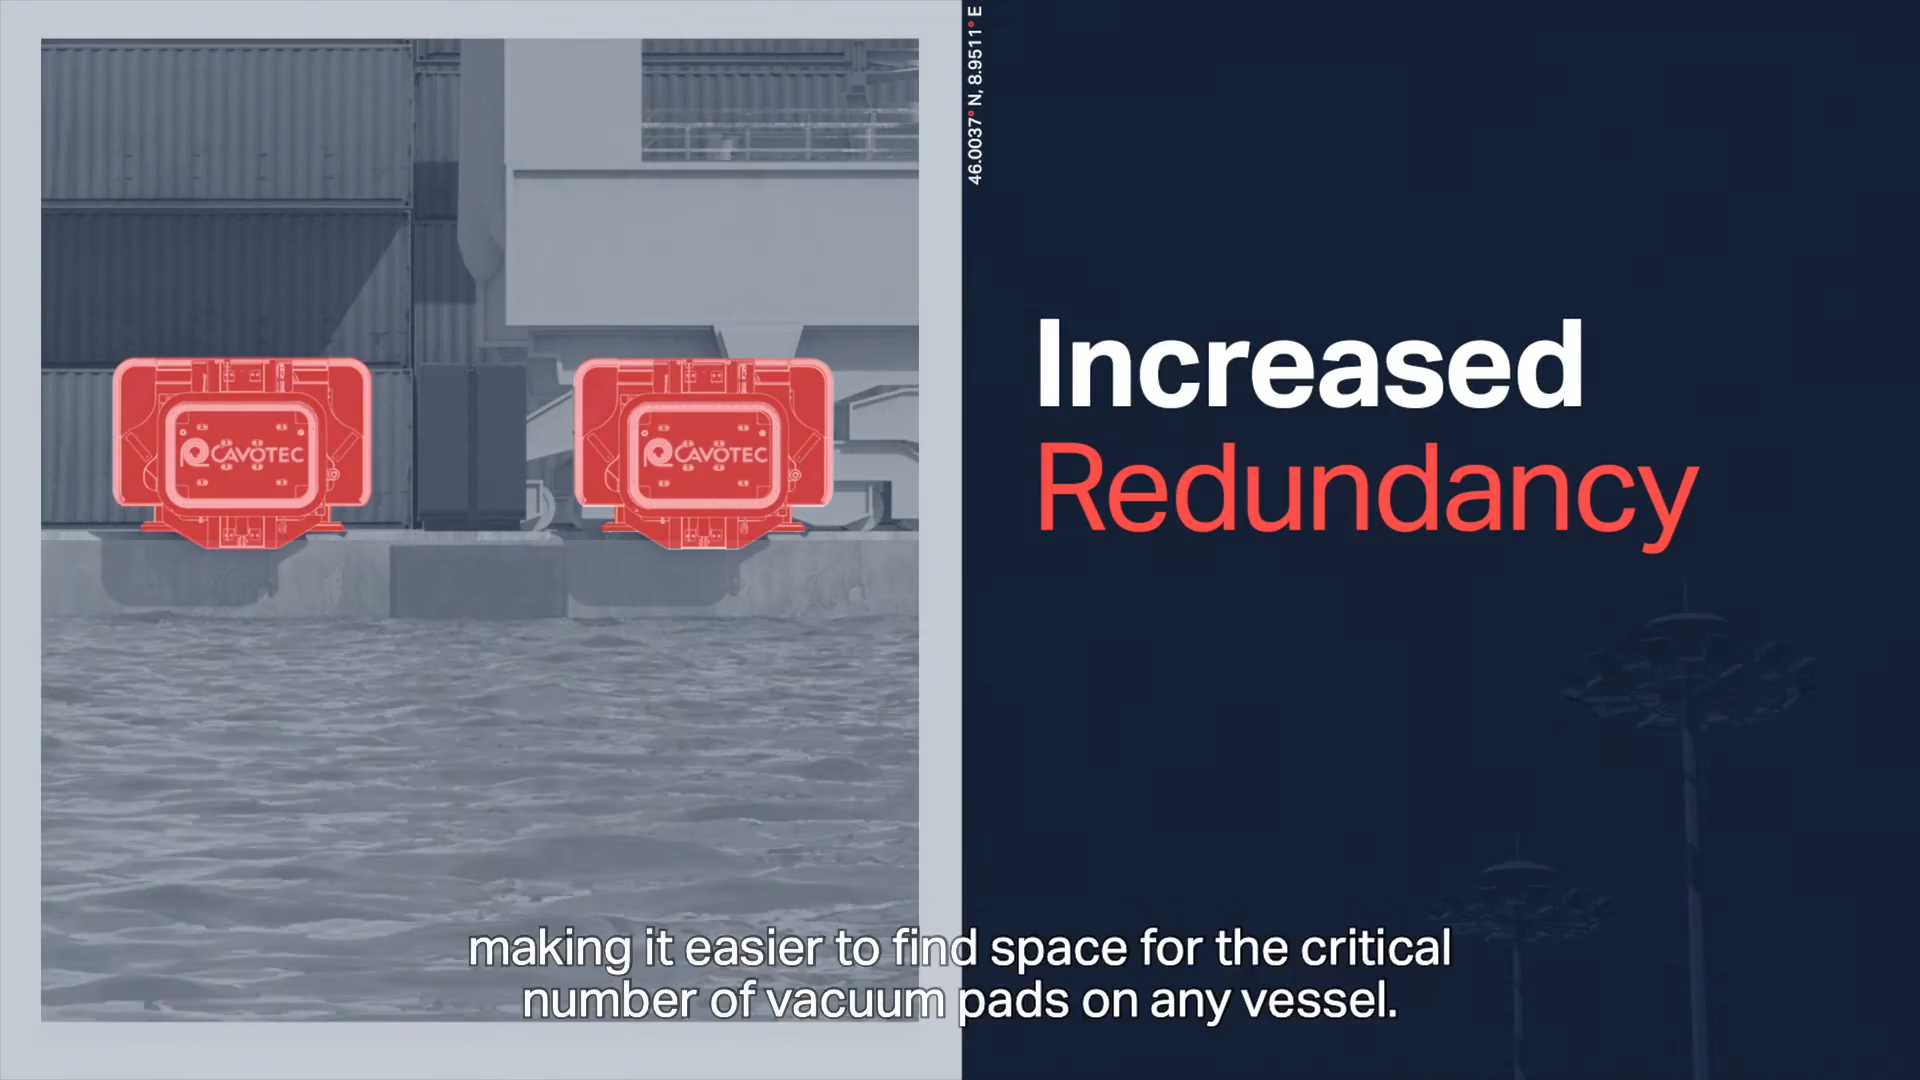 46.0037° N, 8.9511° E
CAVOTEC
CAVOTEC
Increased
Redundancy
making it easier to find space for the critical
number of vacuum pads on any vessel.